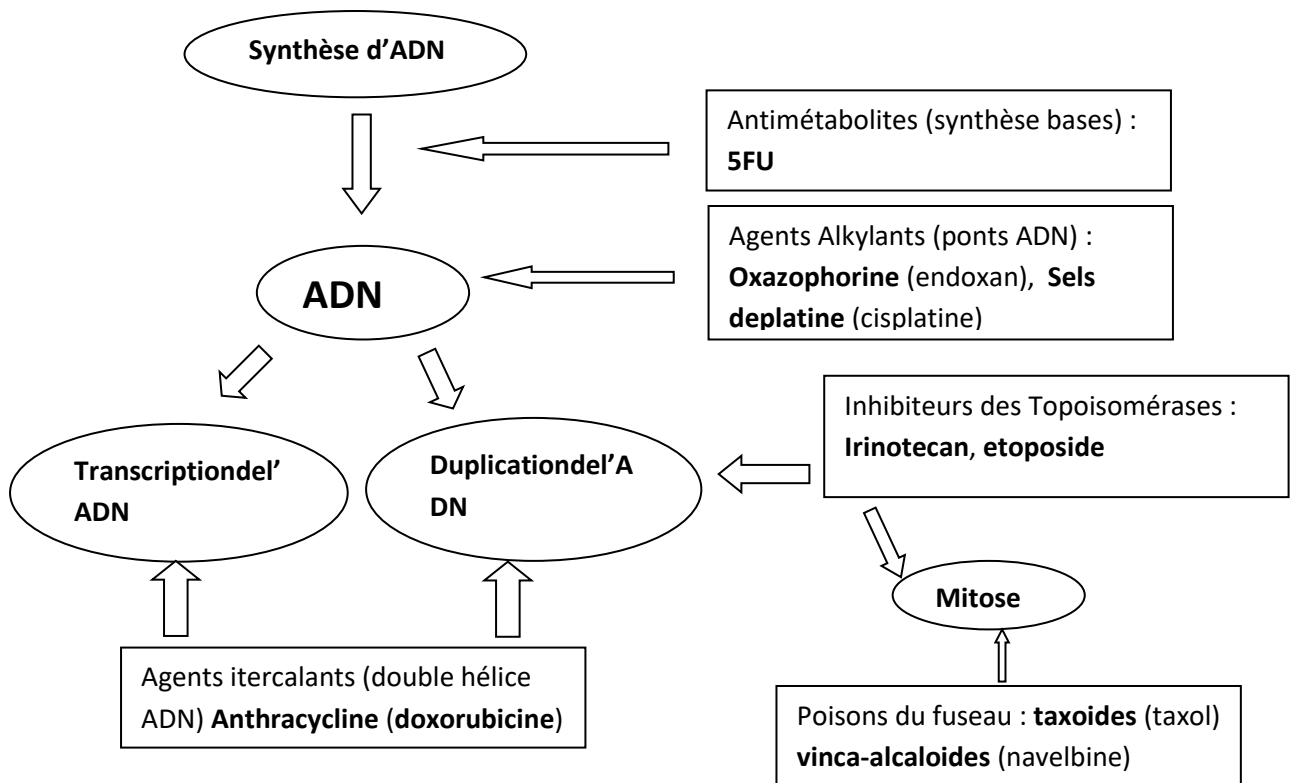 Synthèse d’ADN
Antimétabolites (synthèse bases) :
5FU
Agents Alkylants (ponts ADN) :
Oxazophorine (endoxan), Sels
deplatine (cisplatine)
ADN
Inhibiteurs des Topoisomérases :
Irinotecan, etoposide
Transcriptiondel’
ADN
Duplicationdel’A
DN
Mitose
Agents itercalants (double hélice
ADN) Anthracycline (doxorubicine)
Poisons du fuseau : taxoides (taxol)
vinca-alcaloides (navelbine)